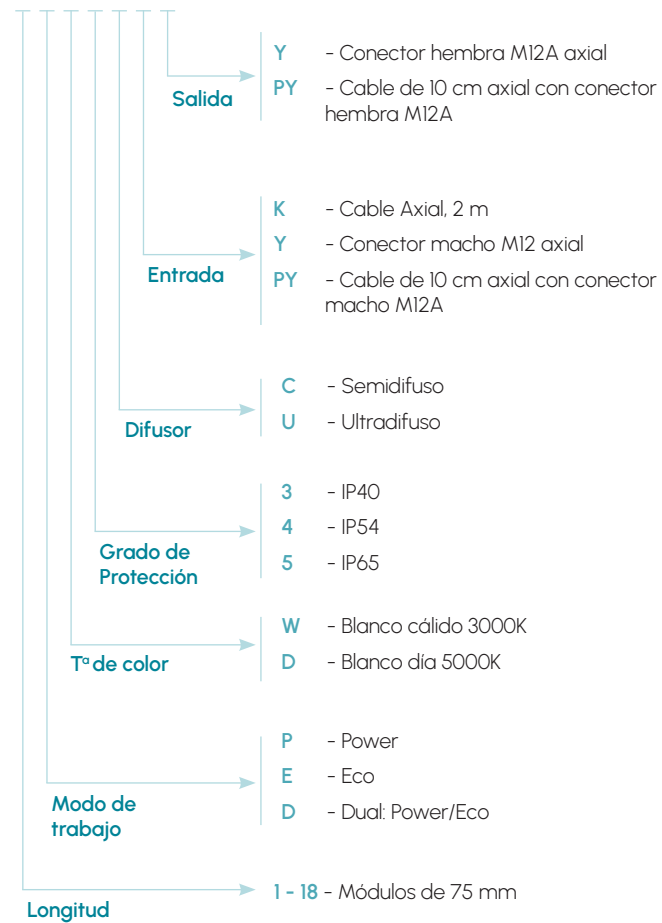 Salida
Y - Conector hembra M12A axial
PY - Cable de 10 cm axial con conector
hembra M12A
Entrada
K - Cable Axial, 2 m
Y - Conector macho M12 axial
PY - Cable de 10 cm axial con conector
macho M12A
Difusor
C - Semidifuso
U - Ultradifuso
Grado de
Protección
3 - IP40
4 - IP54
5 - IP65
Tª de color
W - Blanco cálido 3000K
D - Blanco día 5000K
Modo de
trabajo
P - Power
E - Eco
D - Dual: Power/Eco
Longitud
1 - 18 - Módulos de 75 mm